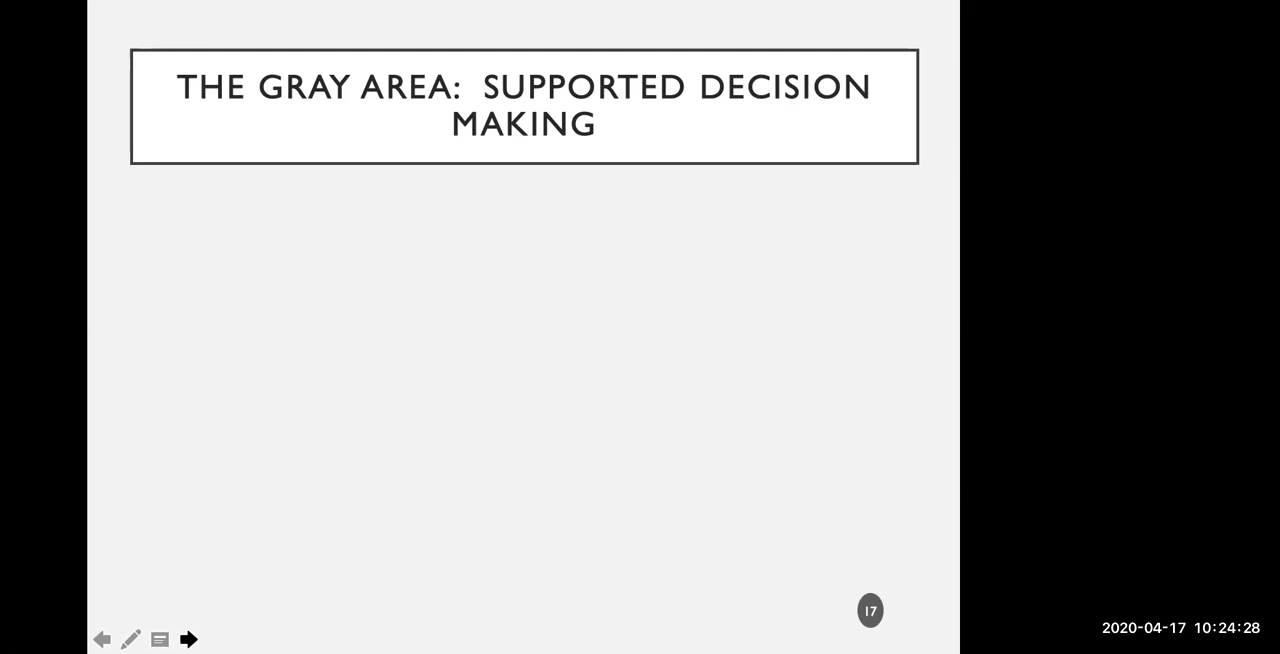 THE GRAY AREA: SUPPORTED DECISION
MAKING
17
2020-04-17 10:24:28